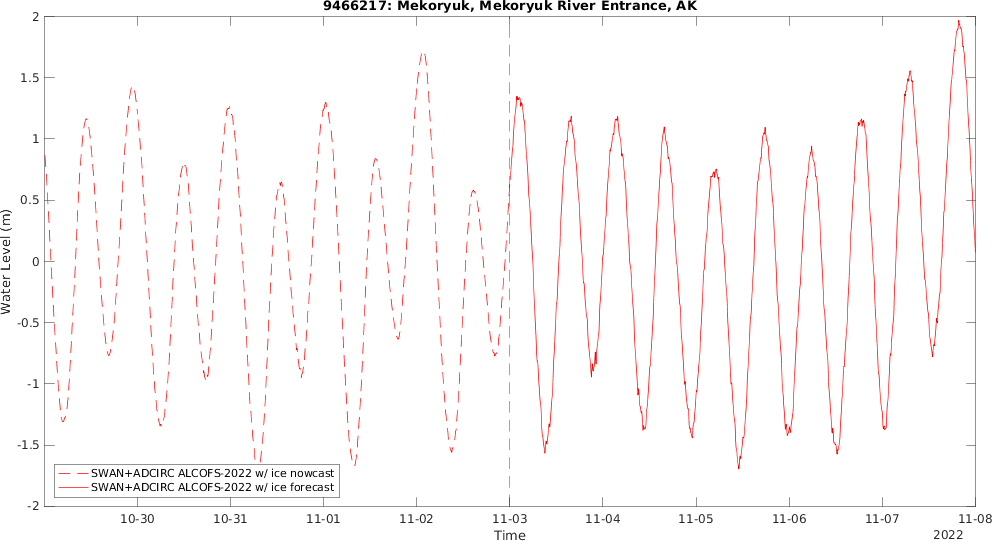 9466217: Mekoryuk, Mekoryuk River Entrance, AK
2
1.5
1
0.5
0
-0.5
-1
-1.5
-2
Water Level (m)
SWAN+ADCIRC ALCOFS-2022 w/ ice nowcast
SWAN+ADCIRC ALCOFS-2022 w/ ice forecast
10-30 10-31 11-01 11-02 11-03 11-04 11-05 11-06 11-07 11-08
Time
2022